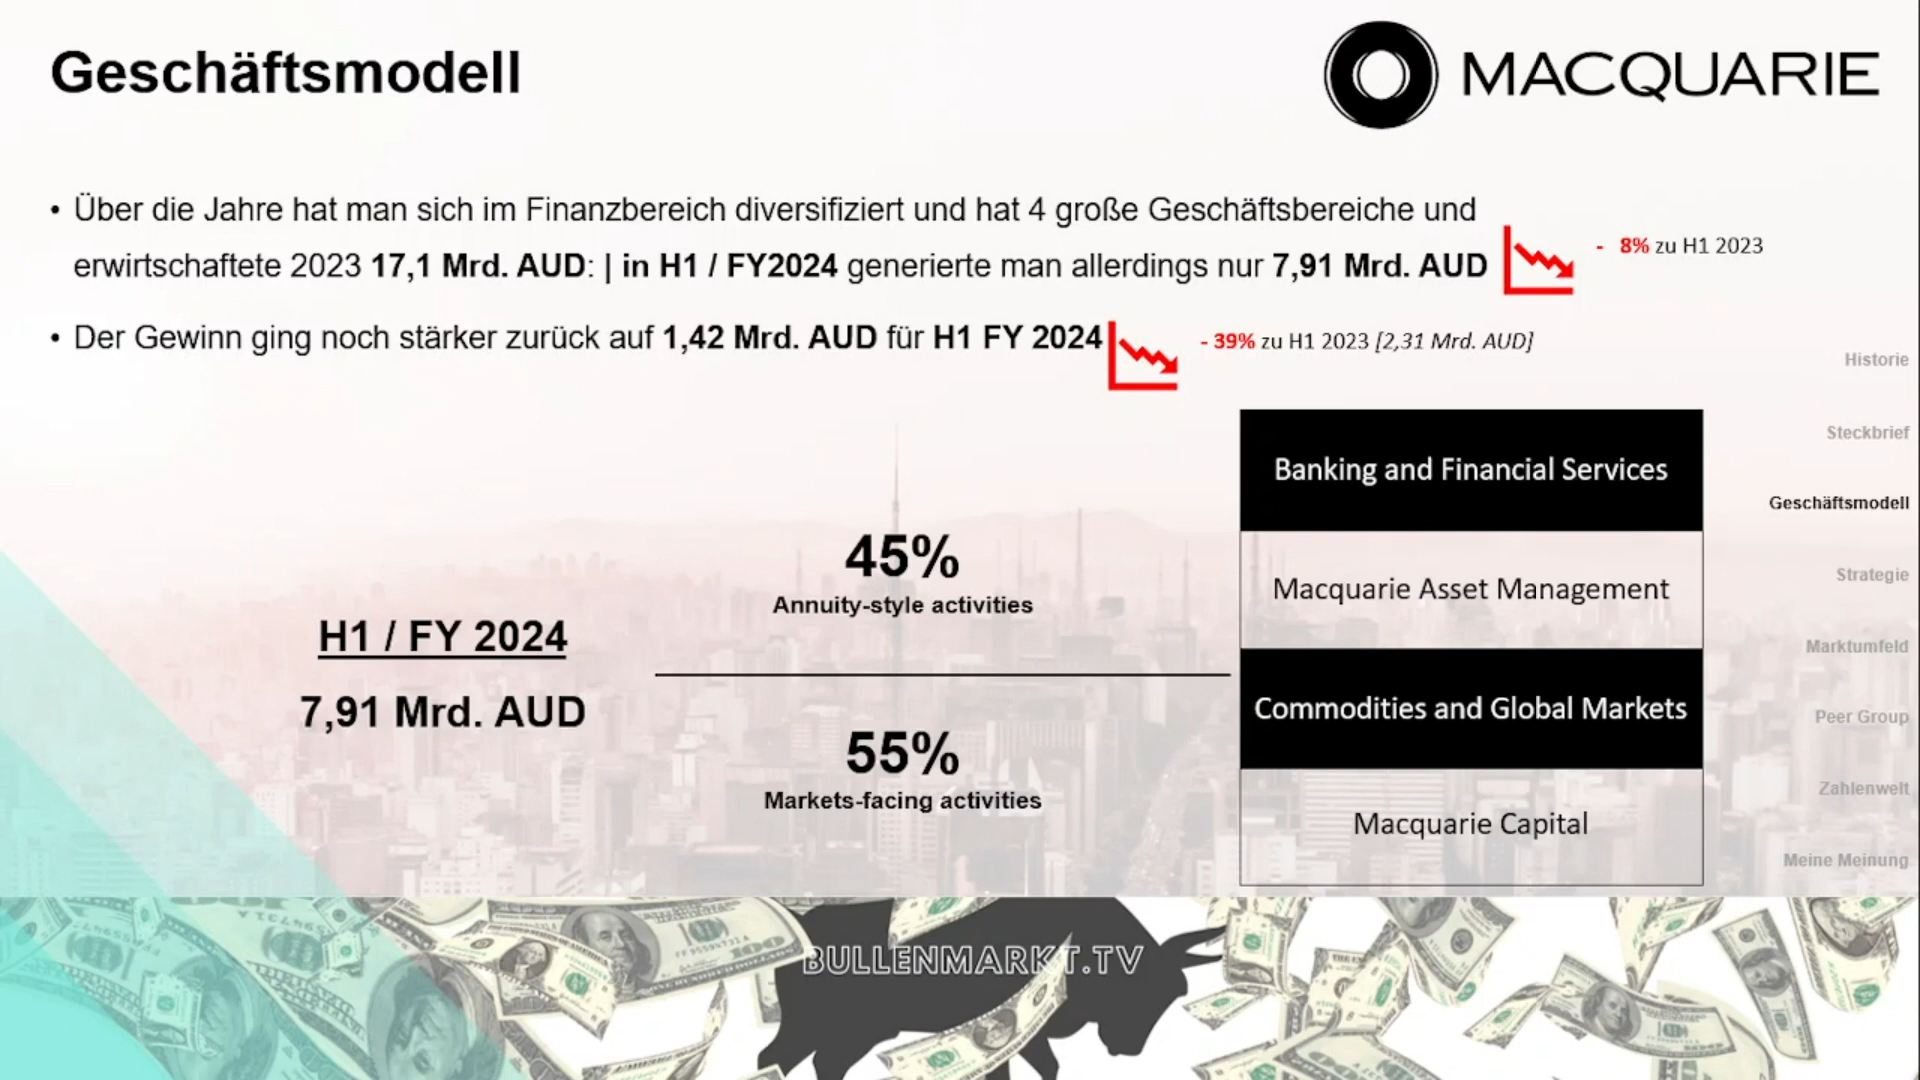 Geschäftsmodell
MACQUARIE
• Über die Jahre hat man sich im Finanzbereich diversifiziert und hat 4 große Geschäftsbereiche und
erwirtschaftete 2023 17,1 Mrd. AUD: | in H1 / FY2024 generierte man allerdings nur 7,91 Mrd. AUD
- 8% zu H1 2023
• Der Gewinn ging noch stärker zurück auf 1,42 Mrd. AUD für H1 FY 2024
- 39% zu H1 2023 [2,31 Mrd. AUD]
H1 / FY 2024
7,91 Mrd. AUD
45%
Annuity-style activities
55%
Markets-facing activities
Banking and Financial Services
Macquarie Asset Management
Commodities and Global Markets
Macquarie Capital
Historie
Steckbrief
Geschäftsmodell
Strategie
Marktumfeld
Peer Group
Zahlenwelt
Meine Meinung
BULLENMARKT.TV